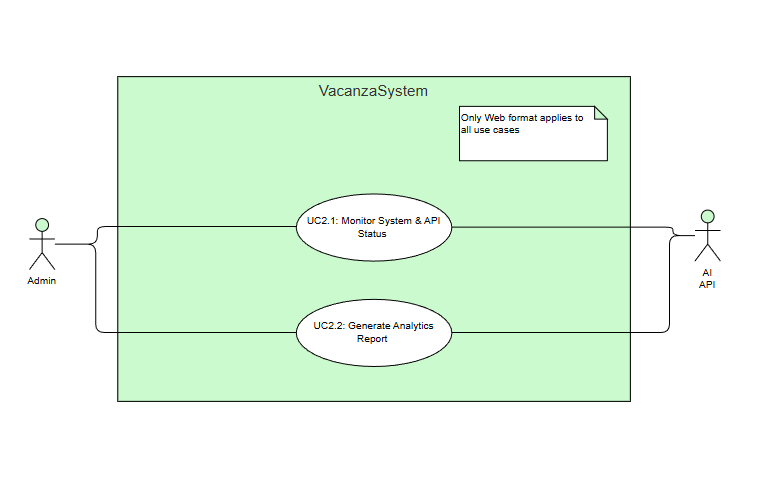 VacanzaSystem
Only Web format applies to
all use cases
UC2.1: Monitor System & API
Status
Admin
AI
API
UC2.2: Generate Analytics
Report